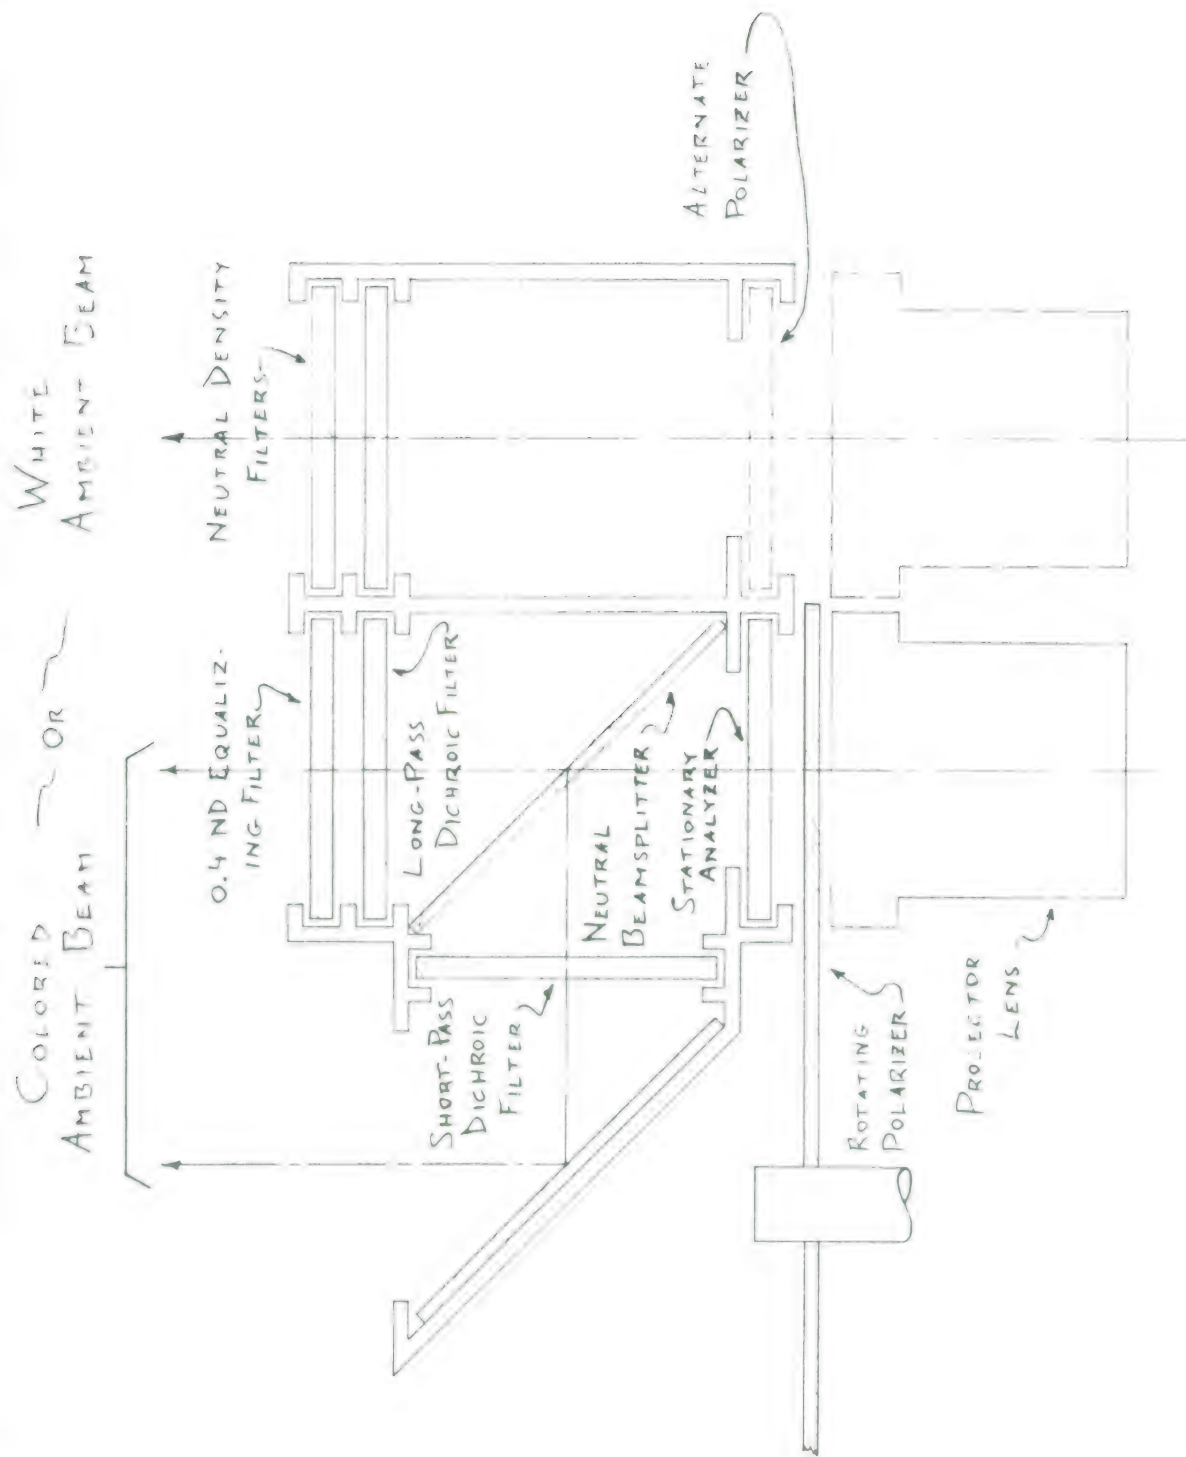 COLORED
AMBIENT BEAM
OR
WHITE
AMBIENT BEAM
0.4 ND EQUALIZ-
ING FILTER
NEUTRAL DENSITY
FILTERS
LONG-PASS
DICHROIC FILTER
SHORT-PASS
DICHROIC
FILTER
NEUTRAL
BEAMSPLITTER
STATIONARY
ANALYZER
ALTERNATE
POLARIZER
ROTATING
POLARIZER
PROJECTOR
LENS